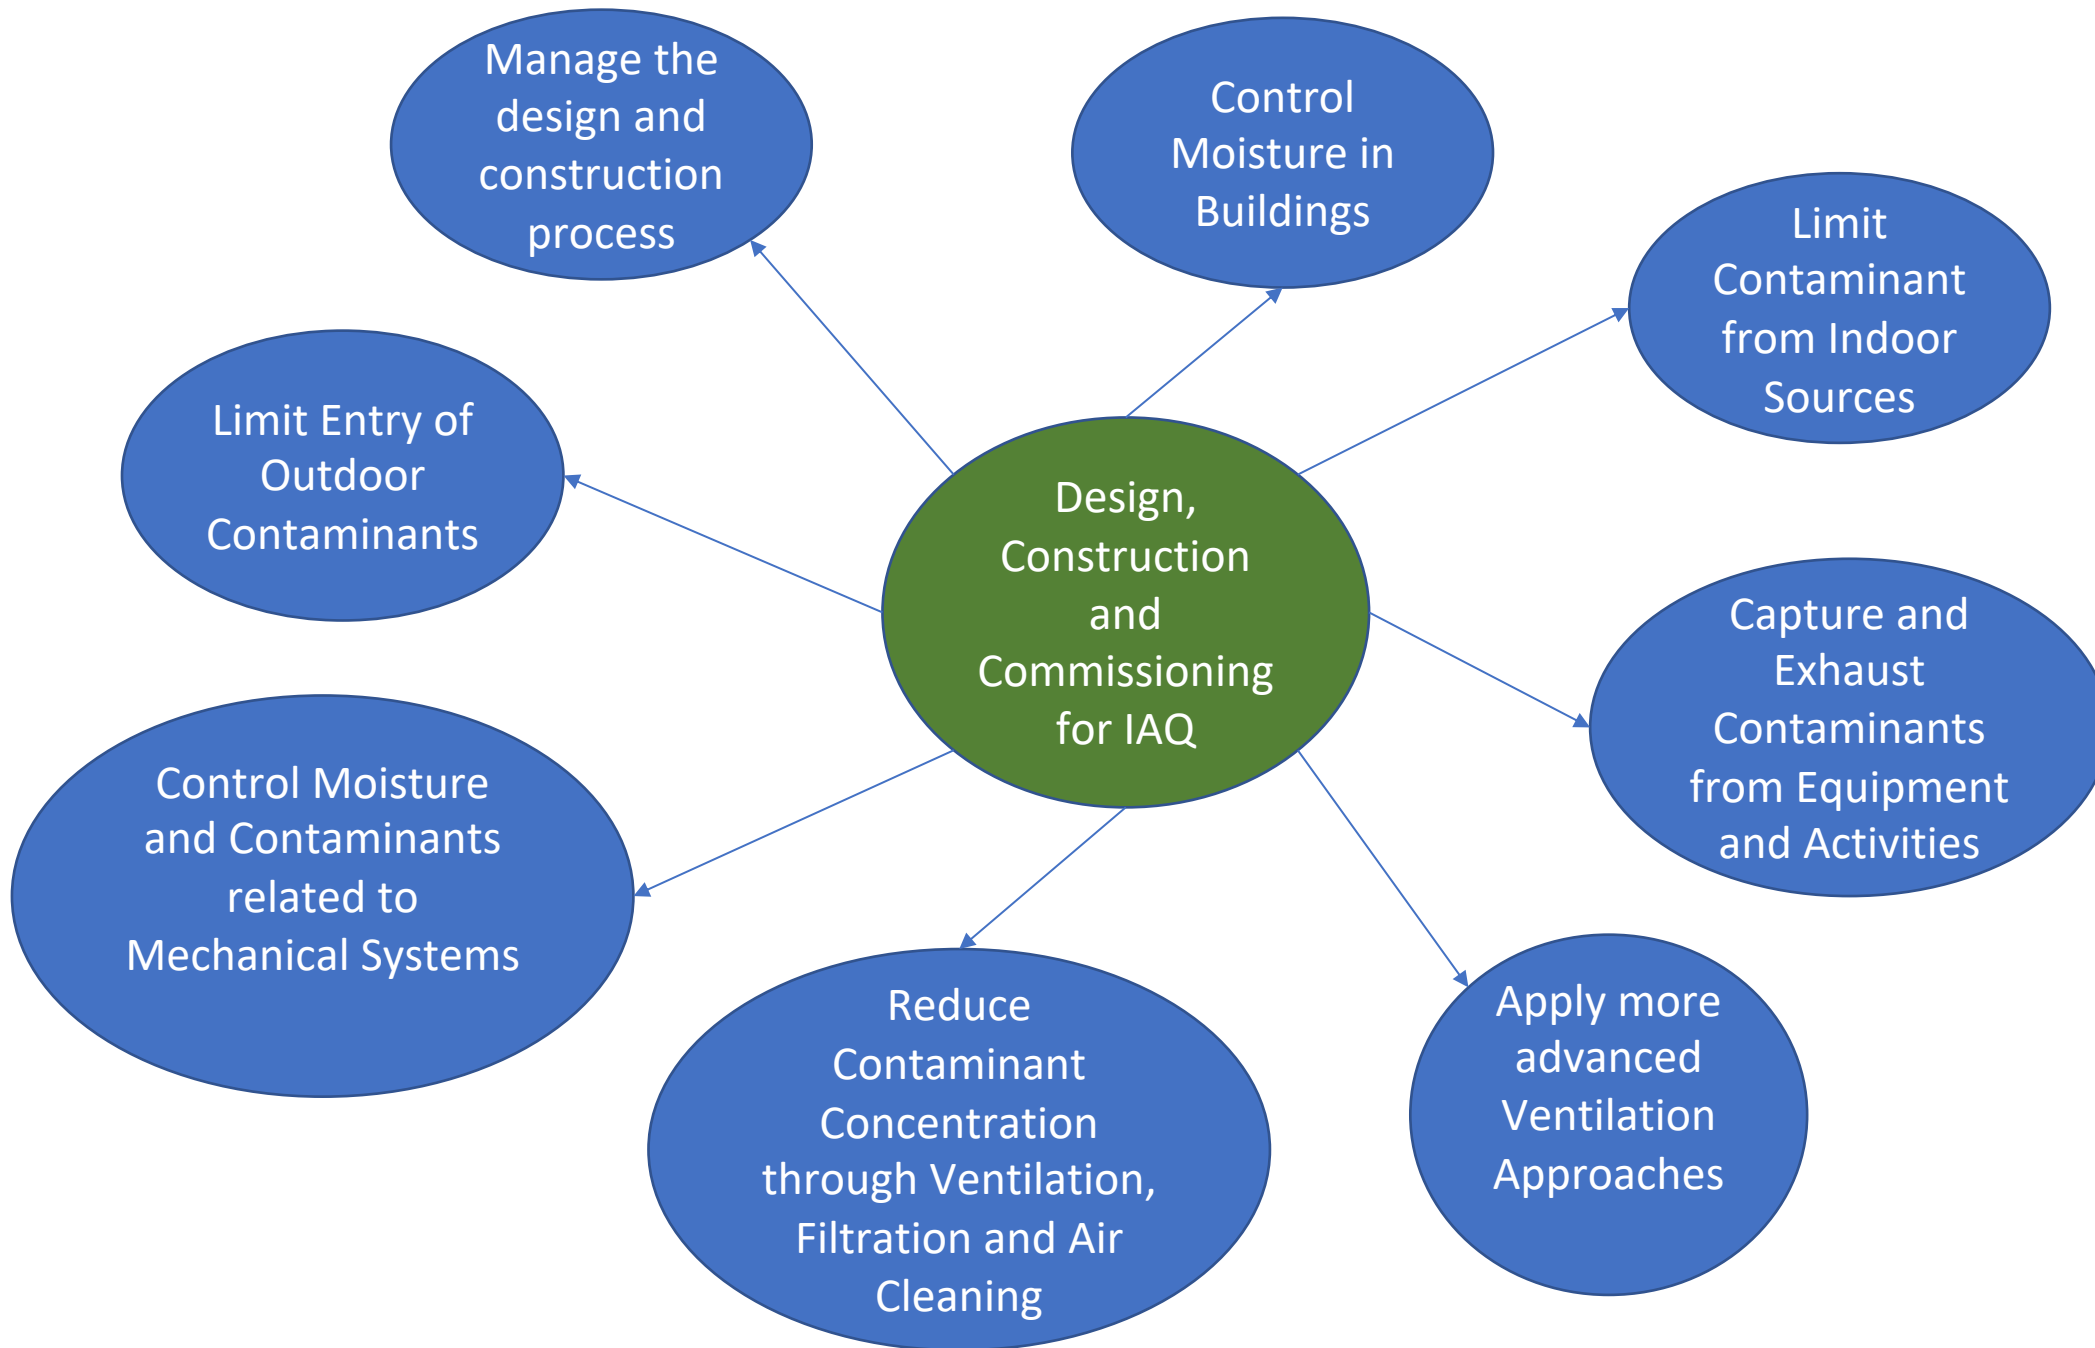 Manage the
design and
construction
process
Control
Moisture in
Buildings
Limit
Contaminant
from Indoor
Sources
Limit Entry of
Outdoor
Contaminants
Design,
Construction
and
Commissioning
for IAQ
Capture and
Exhaust
Contaminants
from Equipment
and Activities
Control Moisture
and Contaminants
related to
Mechanical Systems
Reduce
Contaminant
Concentration
through Ventilation,
Filtration and Air
Cleaning
Apply more
advanced
Ventilation
Approaches